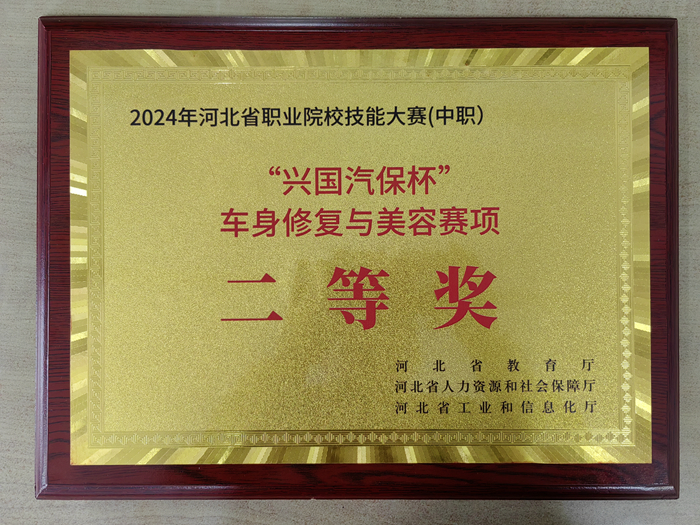 2024年河北省职业院校技能大赛(中职）
“兴国汽保杯”
车身修复与美容赛项
二等奖
河北省教育厅
河北省人力资源和社会保障厅
河北省工业和信息化厅